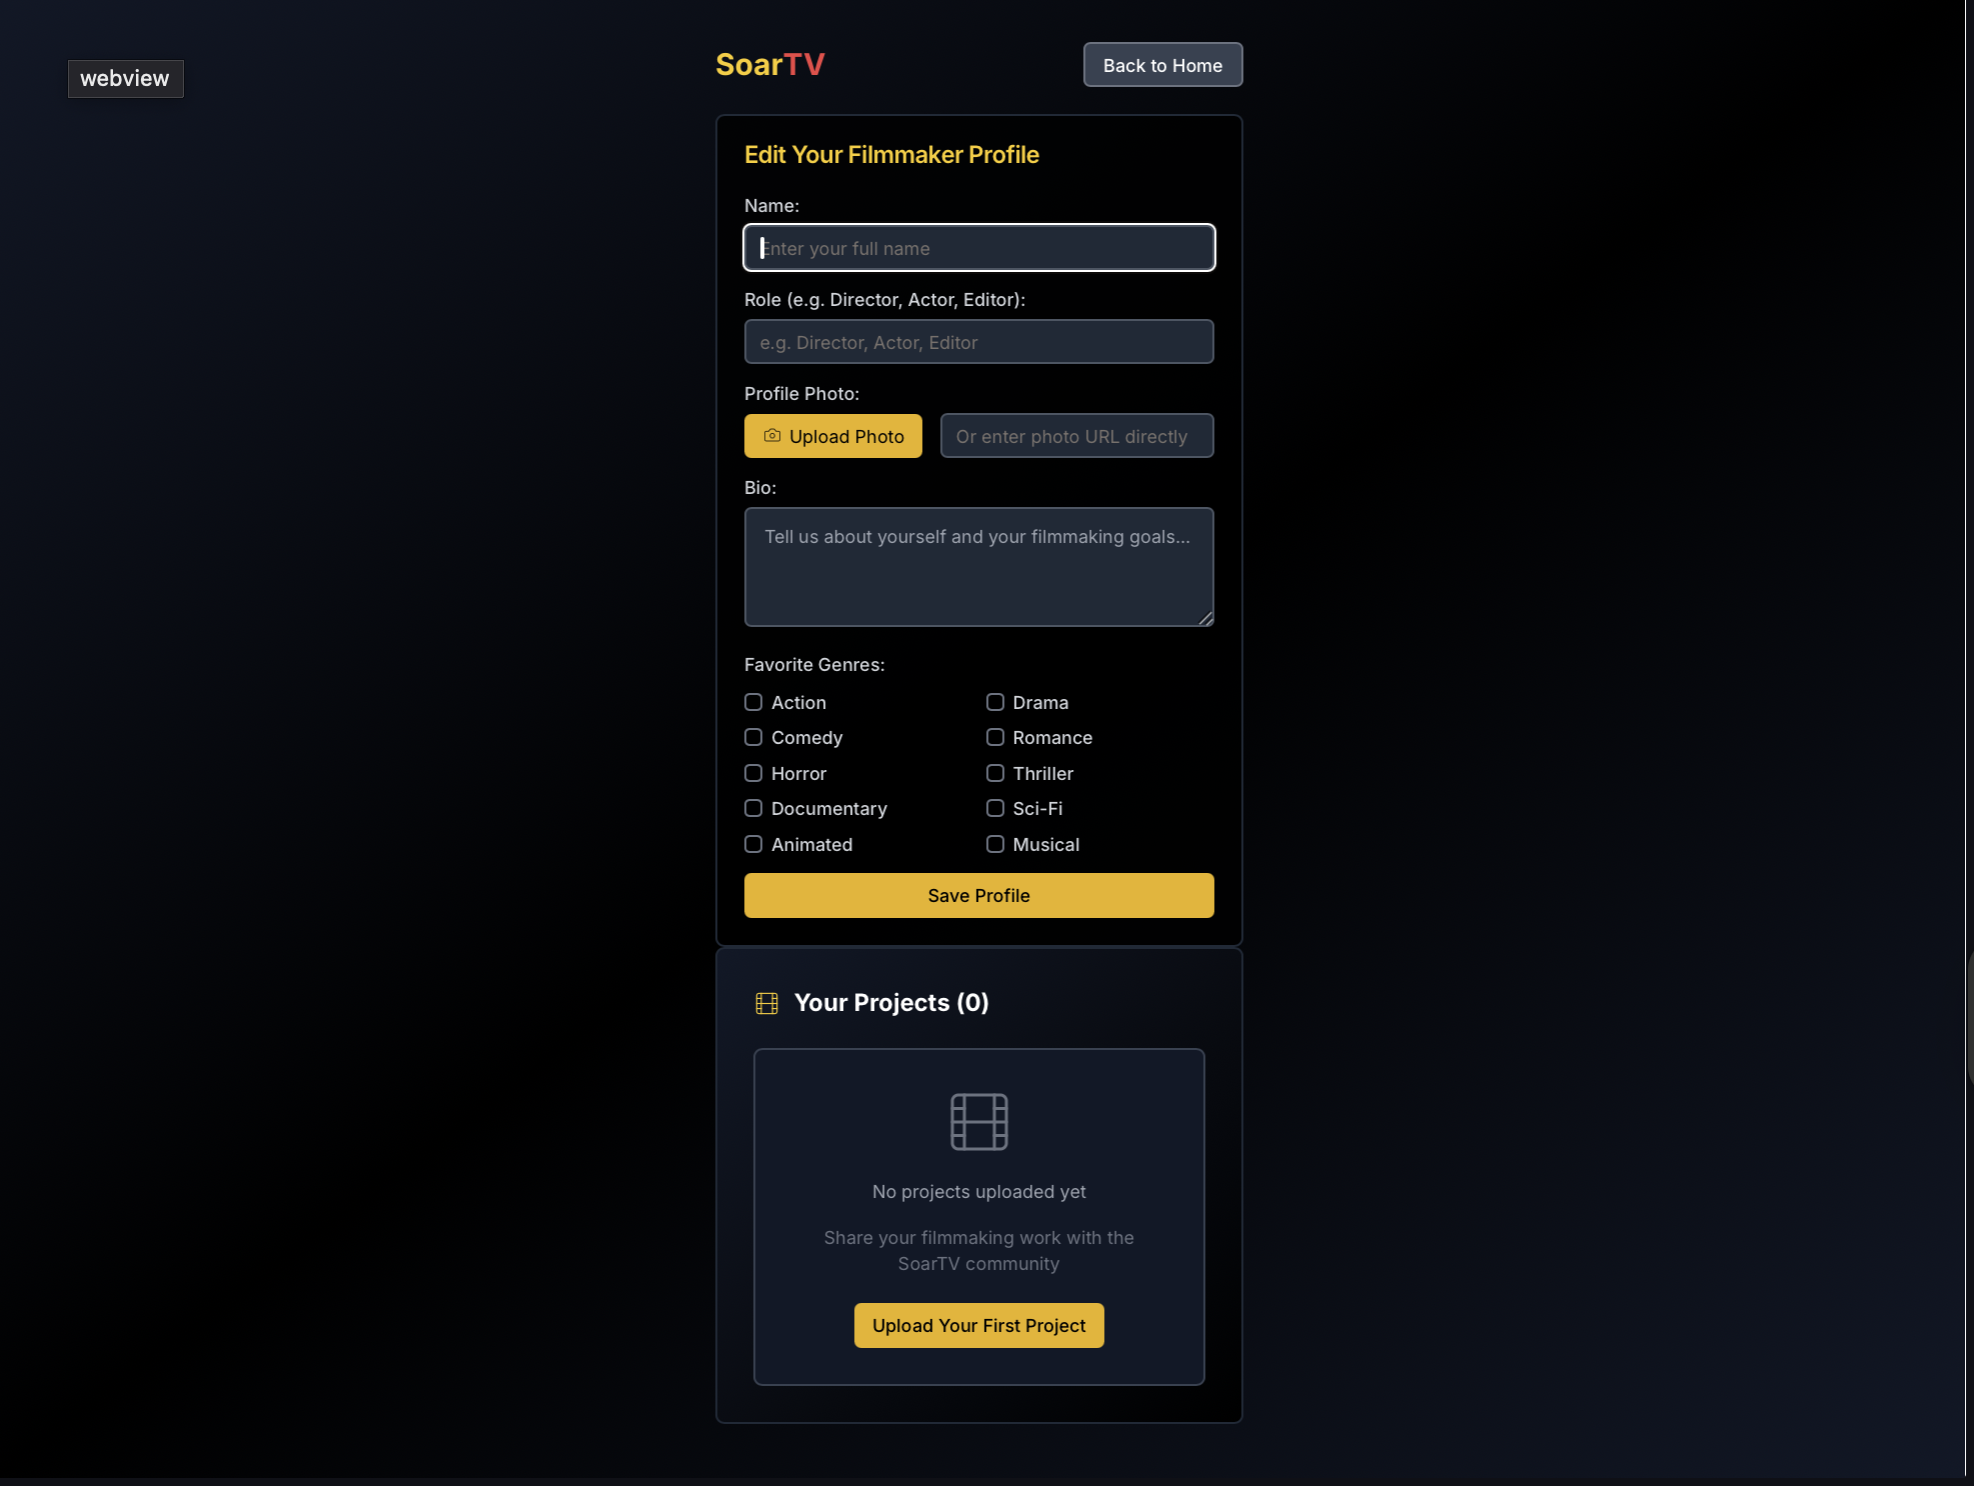 webview
SoarTV
Back to Home
Edit Your Filmmaker Profile
Name:
Enter your full name
Role (e.g. Director, Actor, Editor):
e.g. Director, Actor, Editor
Profile Photo:
Upload Photo
Or enter photo URL directly
Bio:
Tell us about yourself and your filmmaking goals...
Favorite Genres:
Action
Drama
Comedy
Romance
Horror
Thriller
Documentary
Sci-Fi
Animated
Musical
Save Profile
Your Projects (0)
No projects uploaded yet
Share your filmmaking work with the
SoarTV community
Upload Your First Project